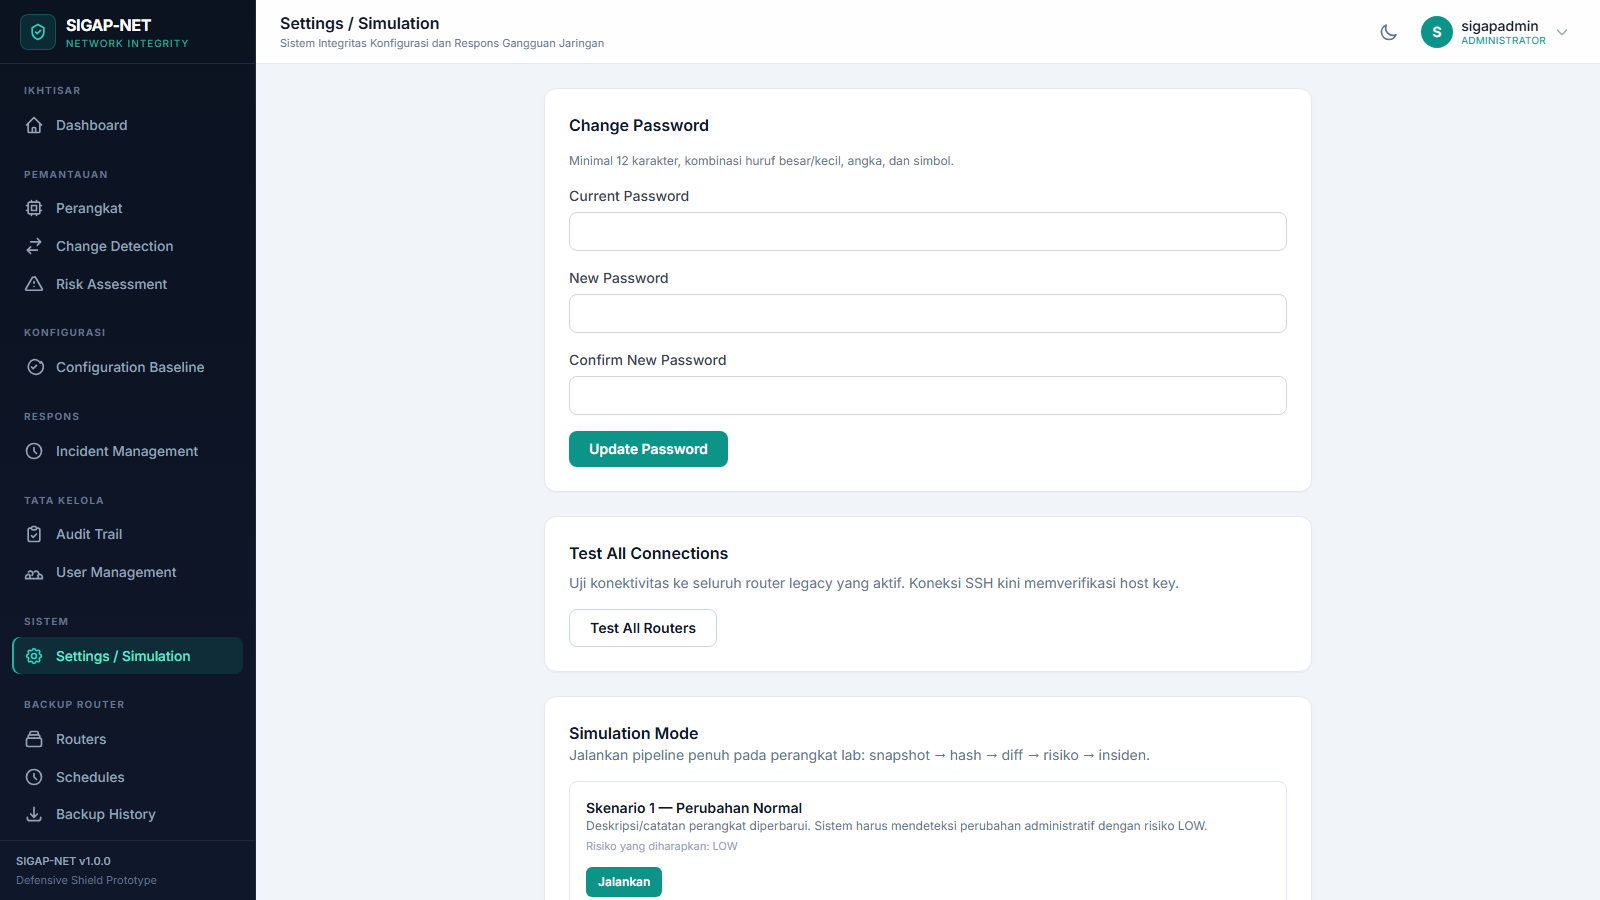 SIGAP-NET
NETWORK INTEGRITY
IKHTISAR
Dashboard
PEMANTAUAN
Perangkat
Change Detection
Risk Assessment
KONFIGURASI
Configuration Baseline
RESPONS
Incident Management
TATA KELOLA
Audit Trail
User Management
SISTEM
Settings / Simulation
BACKUP ROUTER
Routers
Schedules
Backup History
SIGAP-NET v1.0.0
Defensive Shield Prototype
Settings / Simulation
Sistem Integritas Konfigurasi dan Respons Gangguan Jaringan
S
sigapadmin
ADMINISTRATOR
Change Password
Minimal 12 karakter, kombinasi huruf besar/kecil, angka, dan simbol.
Current Password
New Password
Confirm New Password
Update Password
Test All Connections
Uji konektivitas ke seluruh router legacy yang aktif. Koneksi SSH kini memverifikasi host key.
Test All Routers
Simulation Mode
Jalankan pipeline penuh pada perangkat lab: snapshot → hash → diff → risiko → insiden.
Skenario 1 — Perubahan Normal
Deskripsi/catatan perangkat diperbarui. Sistem harus mendeteksi perubahan administratif dengan risiko LOW.
Risiko yang diharapkan: LOW
Jalankan